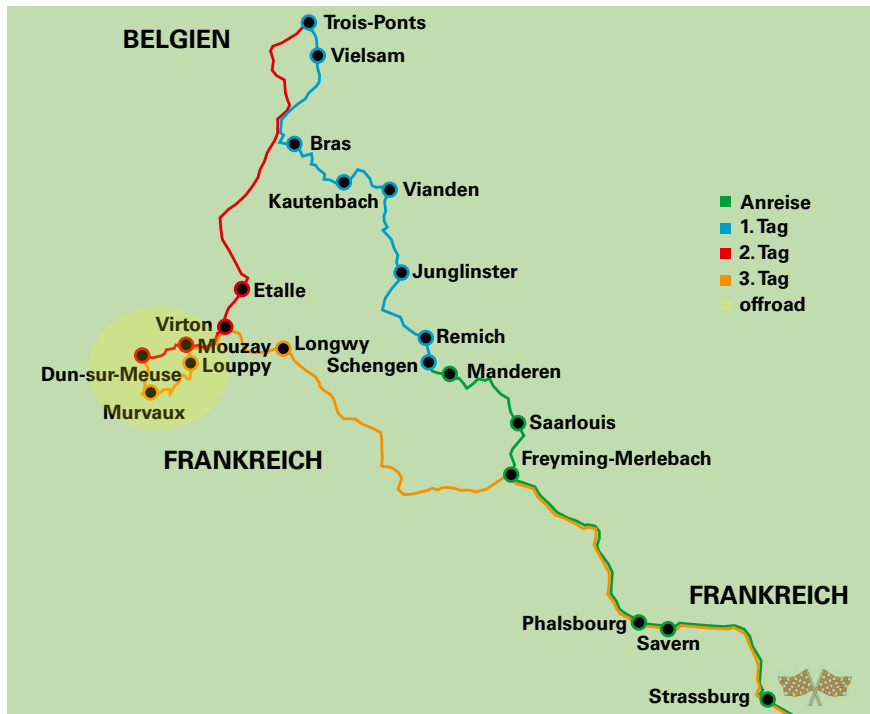 Trois-Ponts
BELGIEN
Vielsam
Bras
Kautenbach
Vianden
Anreise
1. Tag
2. Tag
3. Tag
offroad
Junglinster
Etalle
Virton
Remich
Mouzay
Longwy
Schengen
Louppy
Manderen
Dun-sur-Meuse
Murvaux
Saarlouis
FRANKREICH
Freyming-Merlebach
FRANKREICH
Phalsbourg
Savern
Strassburg